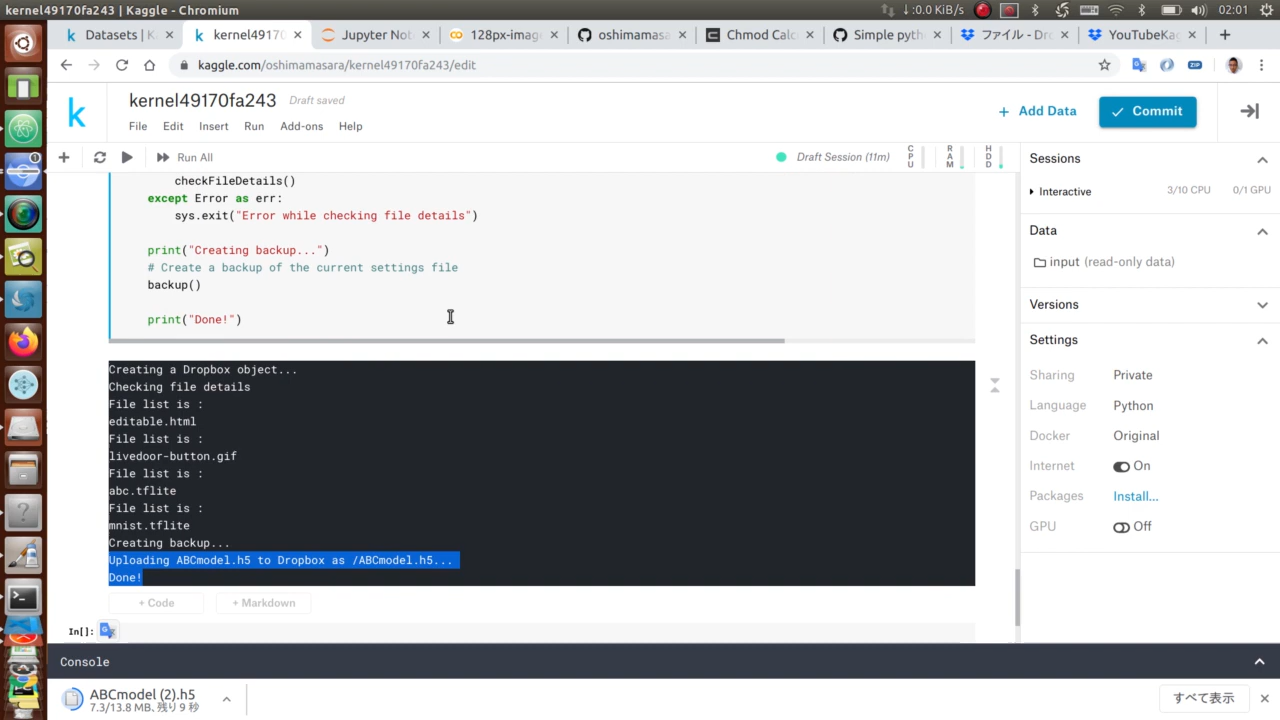 kernel49170fa243 | Kaggle - Chromium
↓:0.0 KiB/s
02:01
Datasets | K
kernel4917
Jupyter Not
128px-imag
oshimamasa
Chmod Calc
Simple pyth
ファイル - Dro
YouTubeKag
kaggle.com/oshimamasara/kernel49170fa243/edit
ZIP
k
kernel49170fa243
Draft saved
File
Edit
Insert
Run
Add-ons
Help
+ Add Data
Commit
Run All
Draft Session (11m)
CPU
RAM
HDD
checkFileDetails()
except Error as err:
sys.exit("Error while checking file details")
print("Creating backup...")
# Create a backup of the current settings file
backup()
print("Done!")
Creating a Dropbox object...
Checking file details
File list is :
editable.html
File list is :
livedoor-button.gif
File list is :
abc.tflite
File list is :
mnist.tflite
Creating backup...
Uploading ABCmodel.h5 to Dropbox as /ABCmodel.h5...
Done!
+ Code
+ Markdown
In[]:
Console
Sessions
Interactive
3/10 CPU
0/1 GPU
Data
input (read-only data)
Versions
Settings
Sharing
Private
Language
Python
Docker
Original
Internet
On
Packages
Install...
GPU
Off
ABCmodel (2).h5
7.3/13.8 MB、残り 9 秒
すべて表示